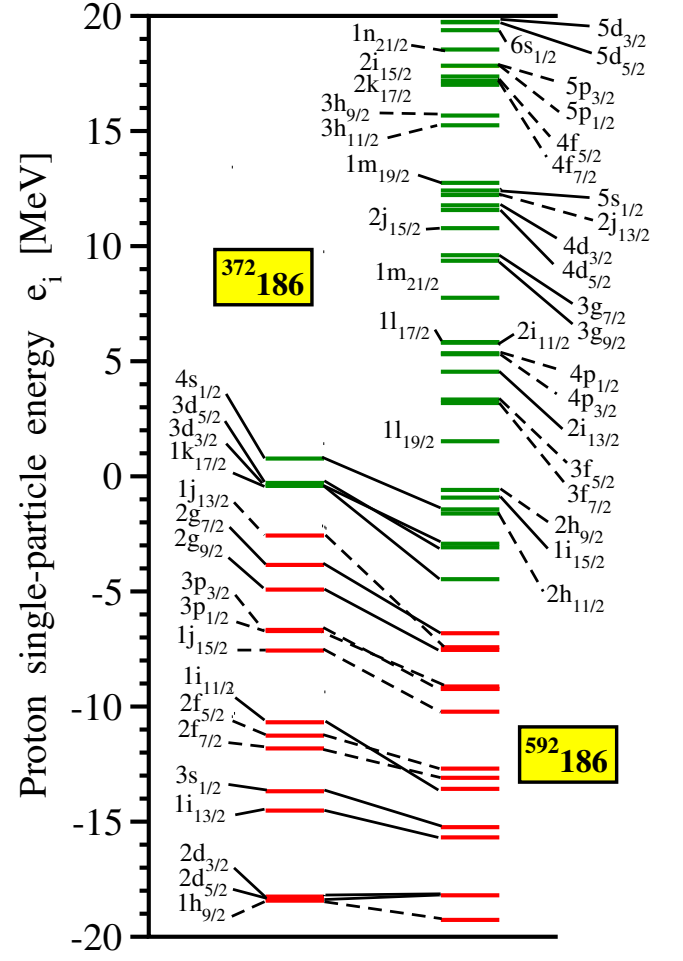 Proton single-particle energy e_i [MeV]
20
15
10
5
0
-5
-10
-15
-20
372 186
592 186
4s1/2
3d5/2
3d3/2
1k17/2
1j13/2
2g7/2
2g9/2
3p3/2
3p1/2
1j15/2
1i11/2
2f5/2
2f7/2
3s1/2
1i13/2
2d3/2
2d5/2
1h9/2
1n21/2
2i15/2
2k17/2
3h9/2
3h11/2
1m19/2
2j15/2
1m21/2
1l17/2
1l19/2
5d3/2
5d5/2
6s1/2
5p3/2
5p1/2
4f5/2
4f7/2
5s1/2
2j13/2
4d3/2
4d5/2
3g7/2
3g9/2
2i11/2
4p1/2
4p3/2
2i13/2
3f5/2
3f7/2
2h9/2
1i15/2
2h11/2